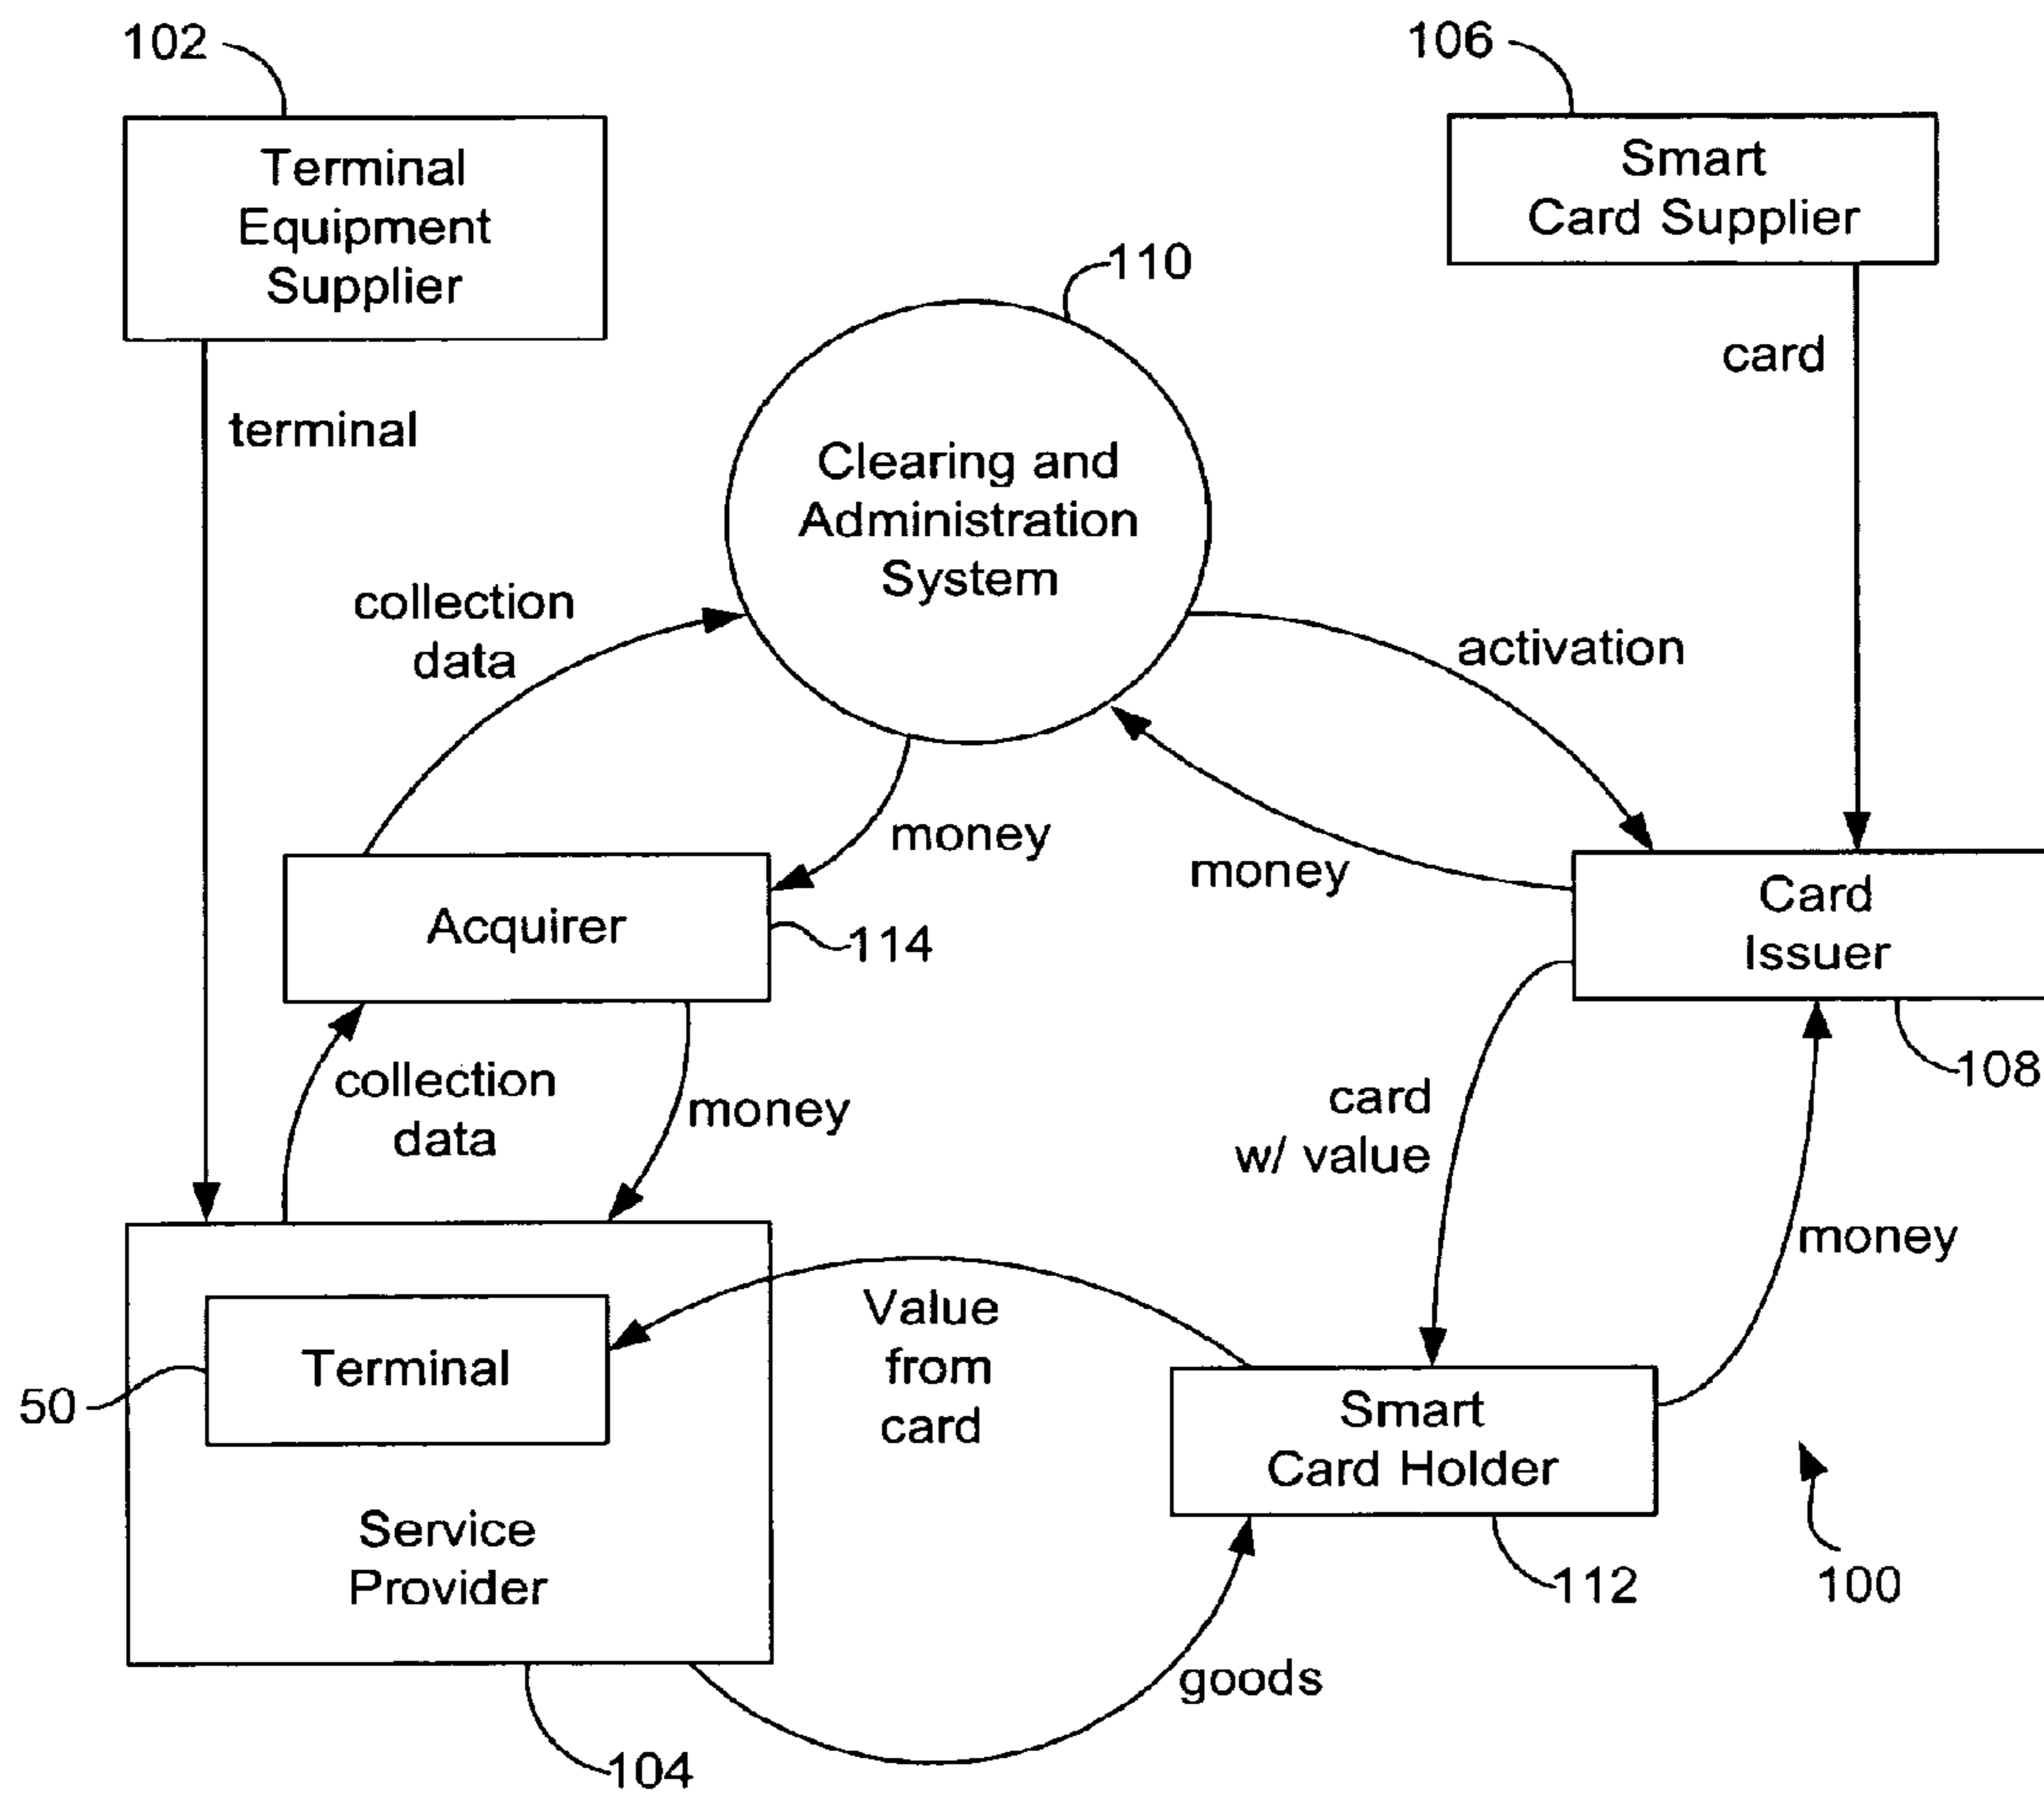 102
106
Terminal
Equipment
Supplier
Smart
Card Supplier
110
card
terminal
Clearing and
Administration
System
collection
data
activation
money
money
Acquirer
114
Card
Issuer
108
collection
data
money
card
w/ value
money
Value
from
card
Terminal
50
Smart
Card Holder
Service
Provider
112
100
goods
104